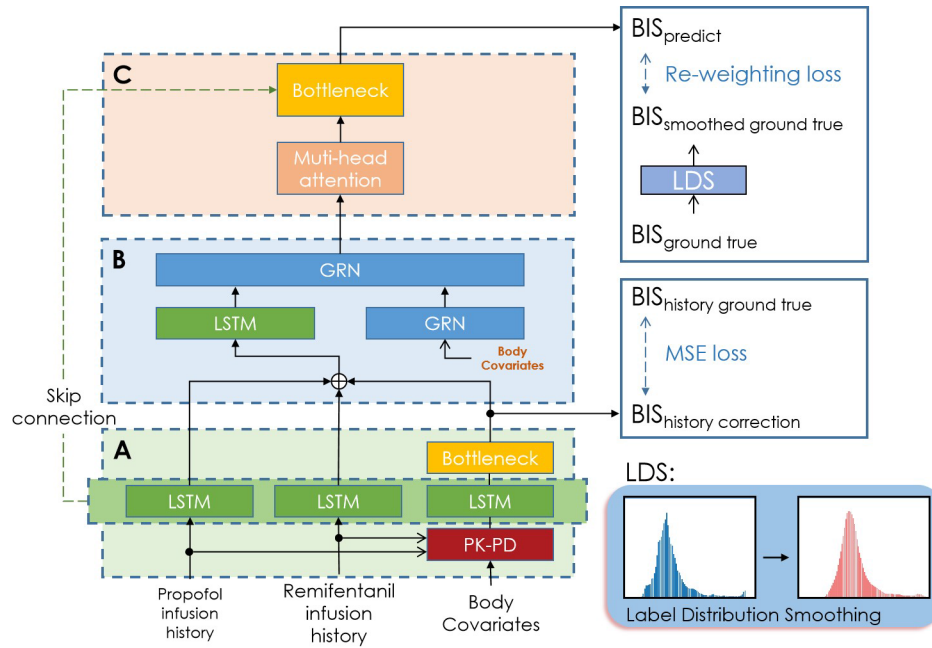 C
Bottleneck
Muti-head
attention
B
GRN
LSTM
GRN
Body
Covariates
Skip
connection
A
Bottleneck
LSTM
LSTM
LSTM
PK-PD
Propofol
infusion
history
Remifentanil
infusion
history
Body
Covariates
BISpredict
Re-weighting loss
BISsmoothed ground true
LDS
BISground true
BIShistory ground true
MSE loss
BIShistory correction
LDS:
Label Distribution Smoothing